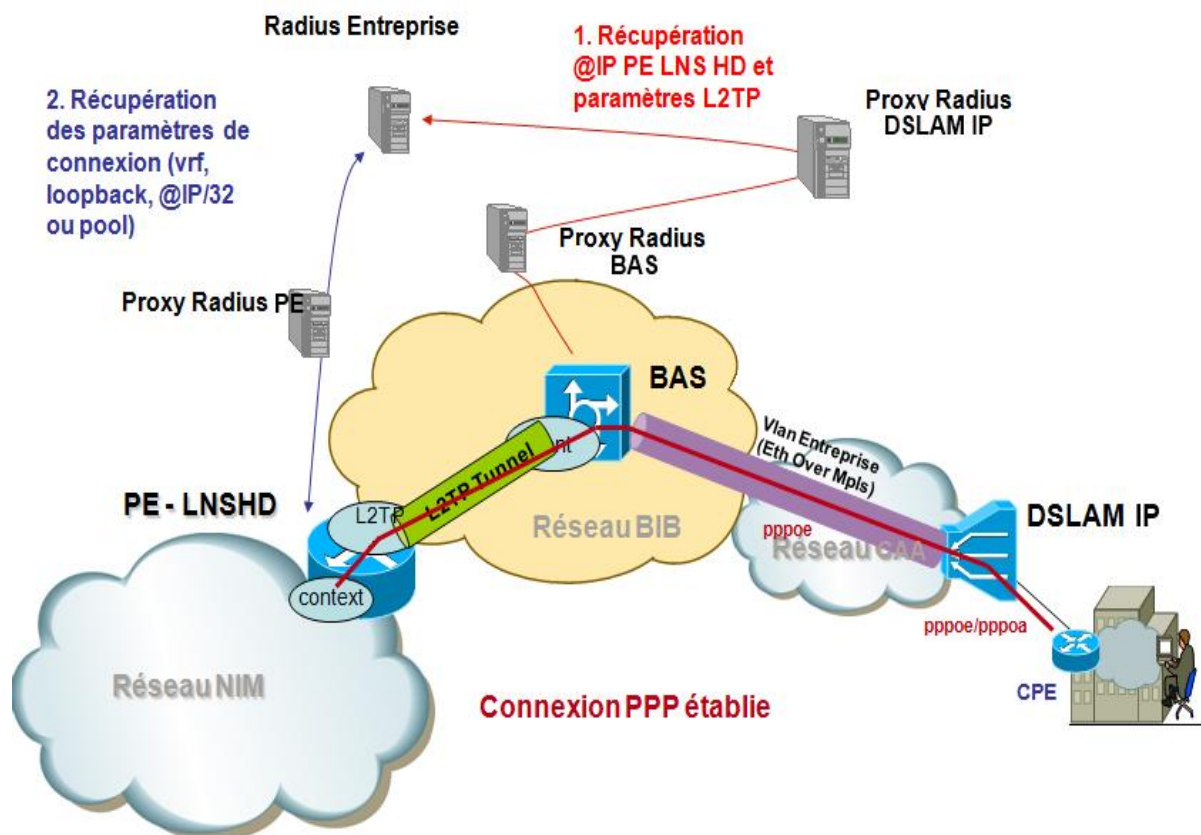 Radius Entreprise
1. Récupération
@IP PE LNS HD et
paramètres L2TP
Proxy Radius
DSLAM IP
2. Récupération
des paramètres de
connexion (vrf,
loopback, @IP/32
ou pool)
Proxy Radius
BAS
Proxy Radius PE
BAS
nt
Vlan Entreprise
(Eth Over Mpls)
L2TP Tunnel
PE - LNSHD
L2TP
Réseau BIB
pppoe
Réseau CAA
DSLAM IP
context
pppoe/pppoa
Réseau NIM
CPE
Connexion PPP établie